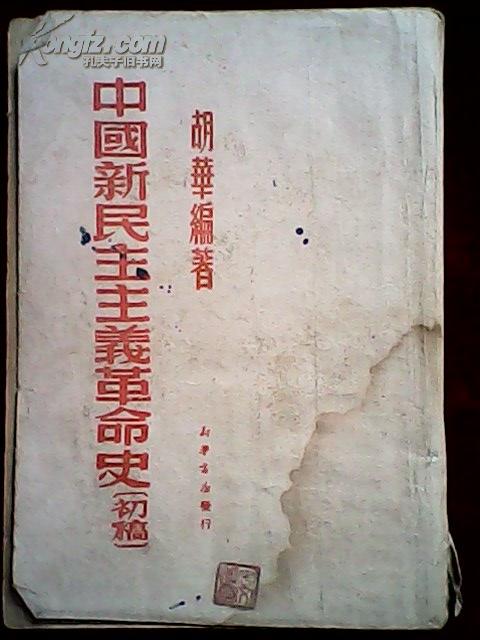 Kongfz.com
孔夫子旧书网
中國新民主主義革命史(初稿)
胡華編著
新華書店發行